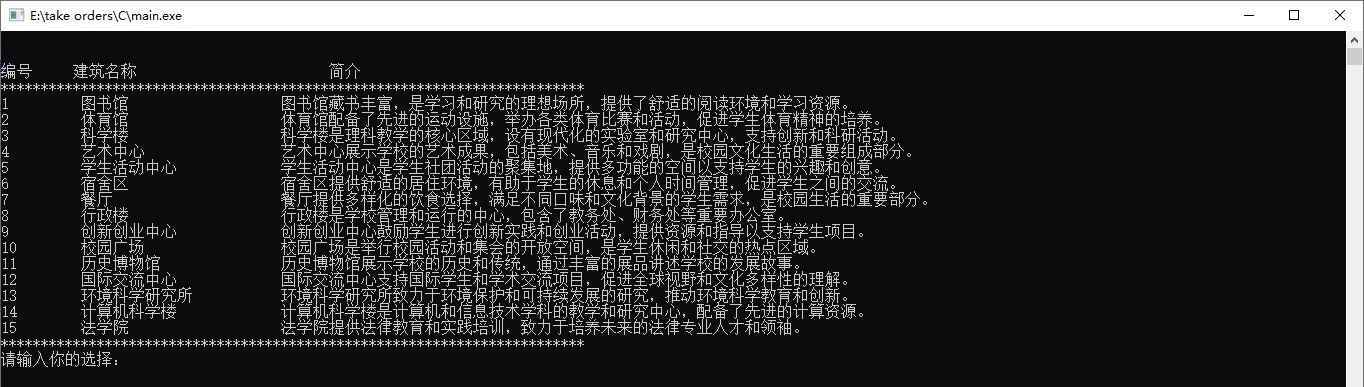 E:\take orders\C\main.exe
编号 建筑名称 简介
*************************************************************************
1 图书馆 图书馆藏书丰富，是学习和研究的理想场所，提供了舒适的阅读环境和学习资源。
2 体育馆 体育馆配备了先进的运动设施，举办各类体育比赛和活动，促进学生体育精神的培养。
3 科学楼 科学楼是理科教学的核心区域，设有现代化的实验室和研究中心，支持创新和科研活动。
4 艺术中心 艺术中心展示学校的艺术成果，包括美术、音乐和戏剧，是校园文化生活的重要组成部分。
5 学生活动中心 学生活动中心是学生社团活动的聚集地，提供多功能的空间以支持学生的兴趣和创意。
6 宿舍区 宿舍区提供舒适的居住环境，有助于学生的休息和个人时间管理，促进学生之间的交流。
7 餐厅 餐厅提供多样化的饮食选择，满足不同口味和文化背景的学生需求，是校园生活的重要部分。
8 行政楼 行政楼是学校管理和运行的中心，包含了教务处、财务处等重要办公室。
9 创新创业中心 创新创业中心鼓励学生进行创新实践和创业活动，提供资源和指导以支持学生项目。
10 校园广场 校园广场是举行校园活动和集会的开放空间，是学生休闲和社交的热点区域。
11 历史博物馆 历史博物馆展示学校的历史和传统，通过丰富的展品讲述学校的发展故事。
12 国际交流中心 国际交流中心支持国际学生和学术交流项目，促进全球视野和文化多样性的理解。
13 环境科学研究所 环境科学研究所致力于环境保护和可持续发展的研究，推动环境科学教育和创新。
14 计算机科学楼 计算机科学楼是计算机和信息技术学科的教学和研究中心，配备了先进的计算资源。
15 法学院 法学院提供法律教育和实践培训，致力于培养未来的法律专业人才和领袖。
*************************************************************************
请输入你的选择：